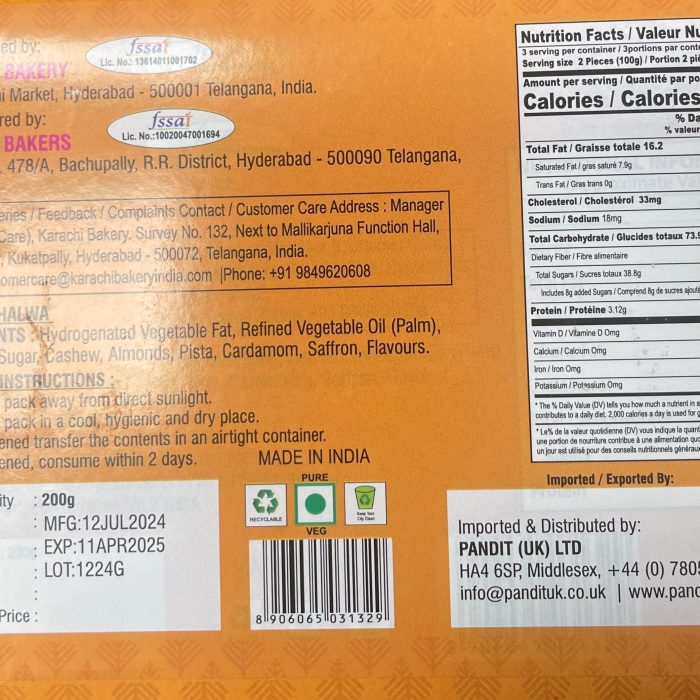 ed by:
BAKERY
fssai
Lic. No.: 13614011001702
i Market, Hyderabad - 500001 Telangana, India.
red by:
BAKERS
fssai
Lic. No.:10020047001694
478/A, Bachupally, R.R. District, Hyderabad - 500090 Telangana,
eries / Feedback / Complaints Contact / Customer Care Address : Manager
Care), Karachi Bakery. Survey No. 132, Next to Mallikarjuna Function Hall,
Kukatpally, Hyderabad - 500072, Telangana, India.
omercare@karachibakeryindia.com |Phone: +91 9849620608
HALWA
NTS : Hydrogenated Vegetable Fat, Refined Vegetable Oil (Palm),
Sugar, Cashew, Almonds, Pista, Cardamom, Saffron, Flavours.
INSTRUCTIONS :
pack away from direct sunlight.
pack in a cool, hygienic and dry place.
ened transfer the contents in an airtight container.
ened, consume within 2 days.
MADE IN INDIA
ity : 200g
: MFG:12JUL2024
: EXP:11APR2025
: LOT:1224G
:
Price :
PURE
RECYCLABLE
Keep Your
City Clean
VEG
8 906065 031329
Nutrition Facts / Valeur Nu
3 serving per container / 3portions par cont
Serving size 2 Pieces (100g) / Portion 2 piè
Amount per serving / Quantité par po
Calories / Calories
% Da
% valeur
Total Fat / Graisse totale 16.2
Saturated Fat / gras saturé 7.9g
Trans Fat / Gras trans 0g
Cholesterol / Cholestérol 33mg
Sodium / Sodium 18mg
Total Carbohydrate / Glucides totaux 73.9
Dietary Fiber / Fibre alimentaire
Total Sugars / Sucres totaux 38.8g
Includes 8g added Sugars / Comprend 8g de sucres ajouté
Protein / Protéine 3.12g
Vitamin D / Vitamine D 0mg
Calcium / Calcium 0mg
Iron / Iron 0mg
Potassium / Potassium 0mg
* The % Daily Value (DV) tells you how much a nutrient in a
contributes to a daily diet. 2,000 calories a day is used for g
* Le% de la valeur quotidienne (DV) vous indique la quant
une portion de nourriture contribue à une alimentation quo
un jour est utilisé pour des conseils nutritionnels généraux
Imported / Exported By:
Imported & Distributed by:
PANDIT (UK) LTD
HA4 6SP, Middlesex, +44 (0) 780
info@pandituk.co.uk | www.pand